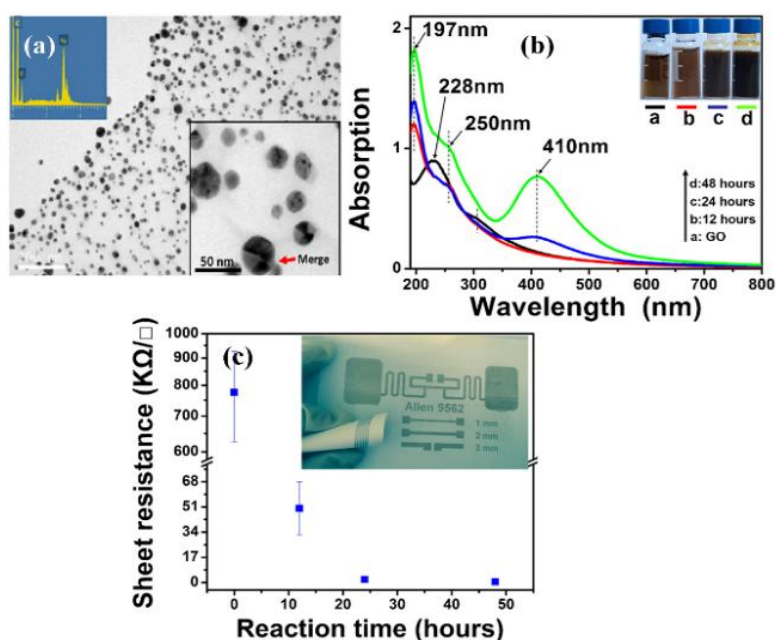 (a)
50 nm
Merge
(b)
Absorption
2
1
0
197nm
228nm
250nm
410nm
a b c d
d:48 hours
c:24 hours
b:12 hours
a: GO
200 300 400 500 600 700 800
Wavelength (nm)
(c)
Sheet resistance (KΩ/□)
1000
900
800
700
600
68
51
34
17
0
Alien 9562
1 mm
2 mm
3 mm
0 10 20 30 40 50
Reaction time (hours)